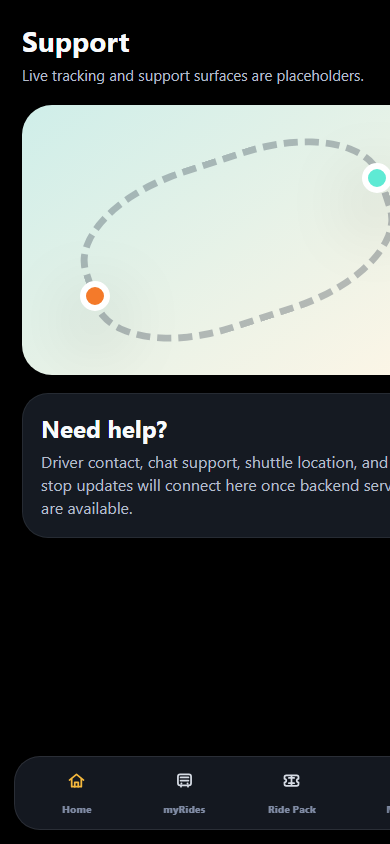 Support
Live tracking and support surfaces are placeholders.
Need help?
Driver contact, chat support, shuttle location, and
stop updates will connect here once backend serv
are available.
Home
myRides
Ride Pack